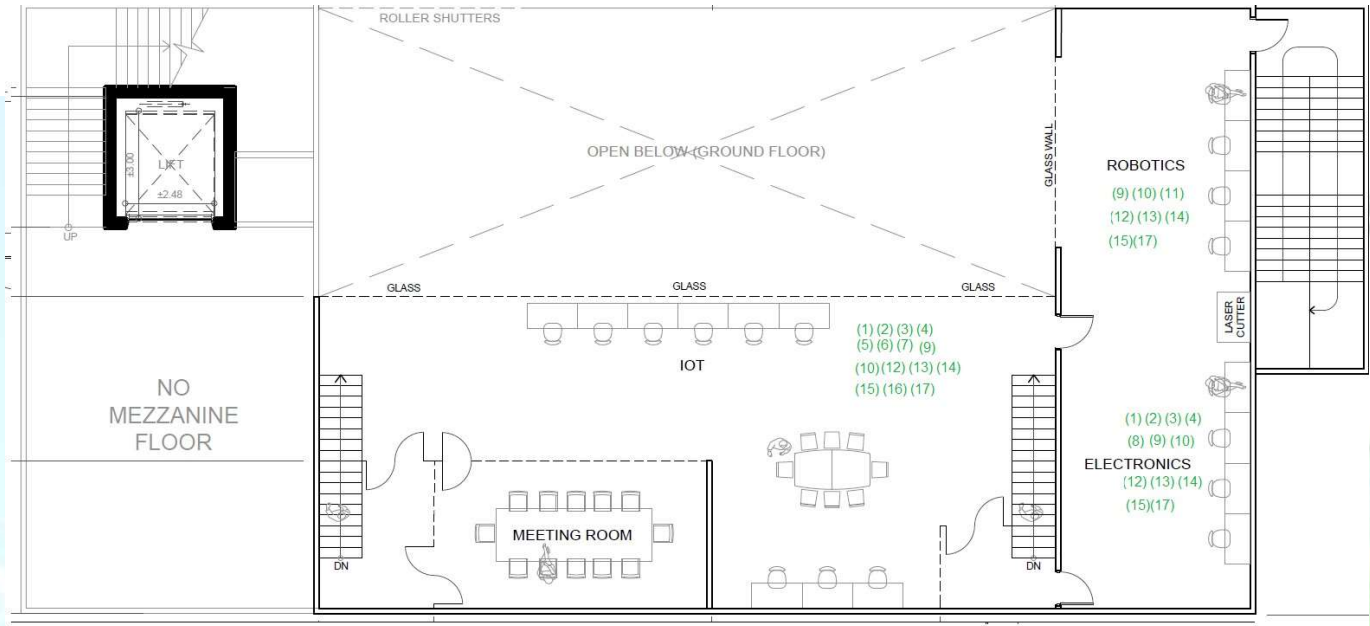 ROLLER SHUTTERS
LIFT
±3.00
±2.48
UP
OPEN BELOW (GROUND FLOOR)
GLASS WALL
ROBOTICS
(9) (10) (11)
(12) (13) (14)
(15)(17)
LASER
CUTTER
GLASS
GLASS
GLASS
(1) (2) (3) (4)
(5) (6) (7) (9)
(10) (12) (13) (14)
(15) (16) (17)
IOT
NO
MEZZANINE
FLOOR
(1) (2) (3) (4)
(8) (9) (10)
ELECTRONICS
(12) (13) (14)
(15)(17)
MEETING ROOM
DN
DN